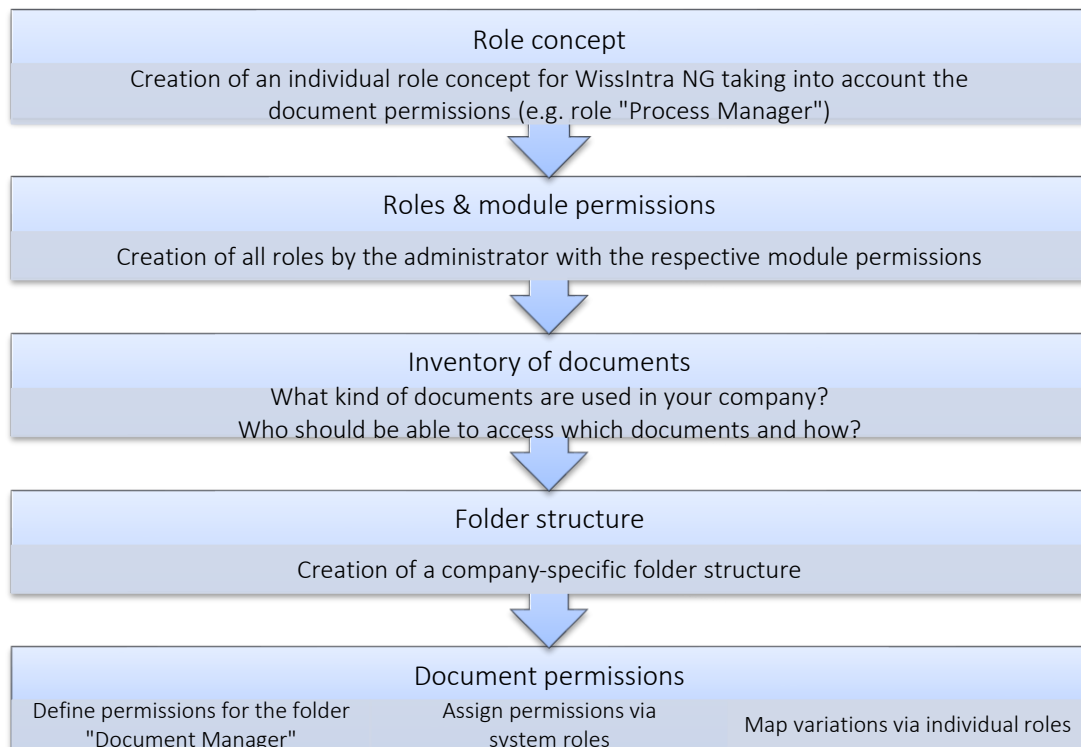 Role concept
Creation of an individual role concept for WissIntra NG taking into account the
document permissions (e.g. role "Process Manager")
Roles & module permissions
Creation of all roles by the administrator with the respective module permissions
Inventory of documents
What kind of documents are used in your company?
Who should be able to access which documents and how?
Folder structure
Creation of a company-specific folder structure
Document permissions
Define permissions for the folder
"Document Manager"
Assign permissions via
system roles
Map variations via individual roles